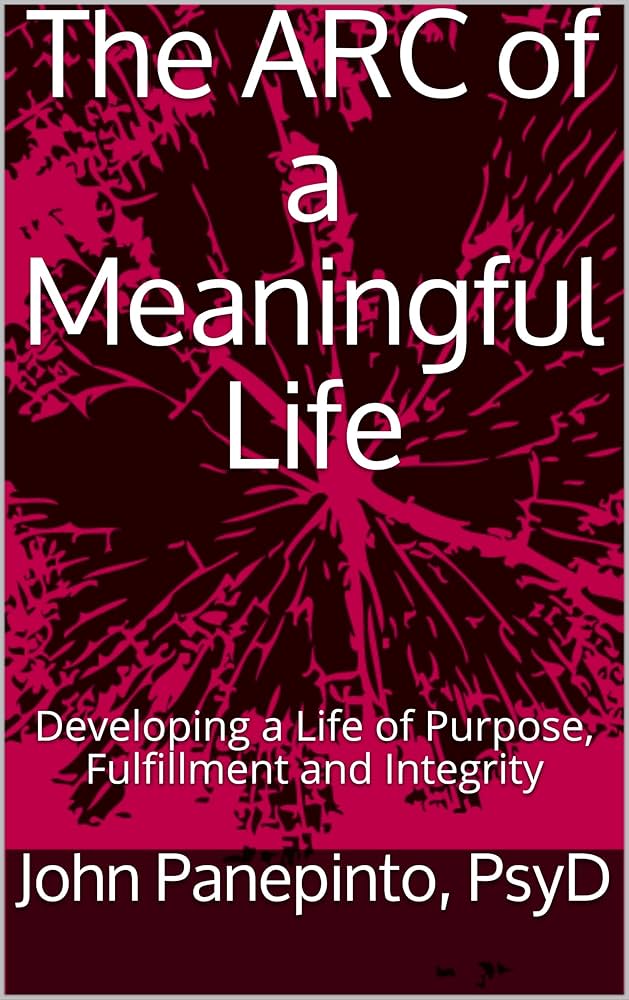 The ARC of
a
Meaningful
Life
Developing a Life of Purpose,
Fulfillment and Integrity
John Panepinto, PsyD